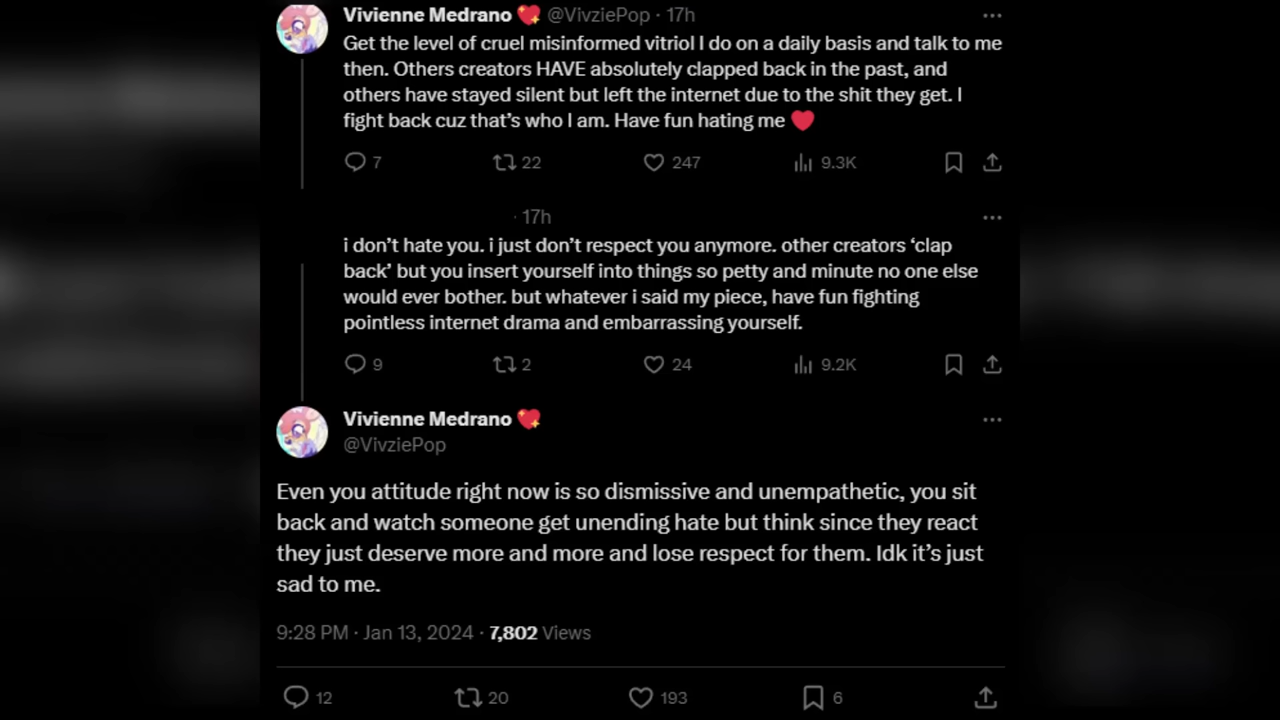 Vivienne Medrano 💖 @VivziePop · 17h
Get the level of cruel misinformed vitriol I do on a daily basis and talk to me
then. Others creators HAVE absolutely clapped back in the past, and
others have stayed silent but left the internet due to the shit they get. I
fight back cuz that's who I am. Have fun hating me ❤️
7 22 247 9.3K
· 17h
i don't hate you. i just don't respect you anymore. other creators ‘clap
back’ but you insert yourself into things so petty and minute no one else
would ever bother. but whatever i said my piece, have fun fighting
pointless internet drama and embarrassing yourself.
9 2 24 9.2K
Vivienne Medrano 💖
@VivziePop
Even you attitude right now is so dismissive and unempathetic, you sit
back and watch someone get unending hate but think since they react
they just deserve more and more and lose respect for them. Idk it's just
sad to me.
9:28 PM · Jan 13, 2024 · 7,802 Views
12 20 193 6